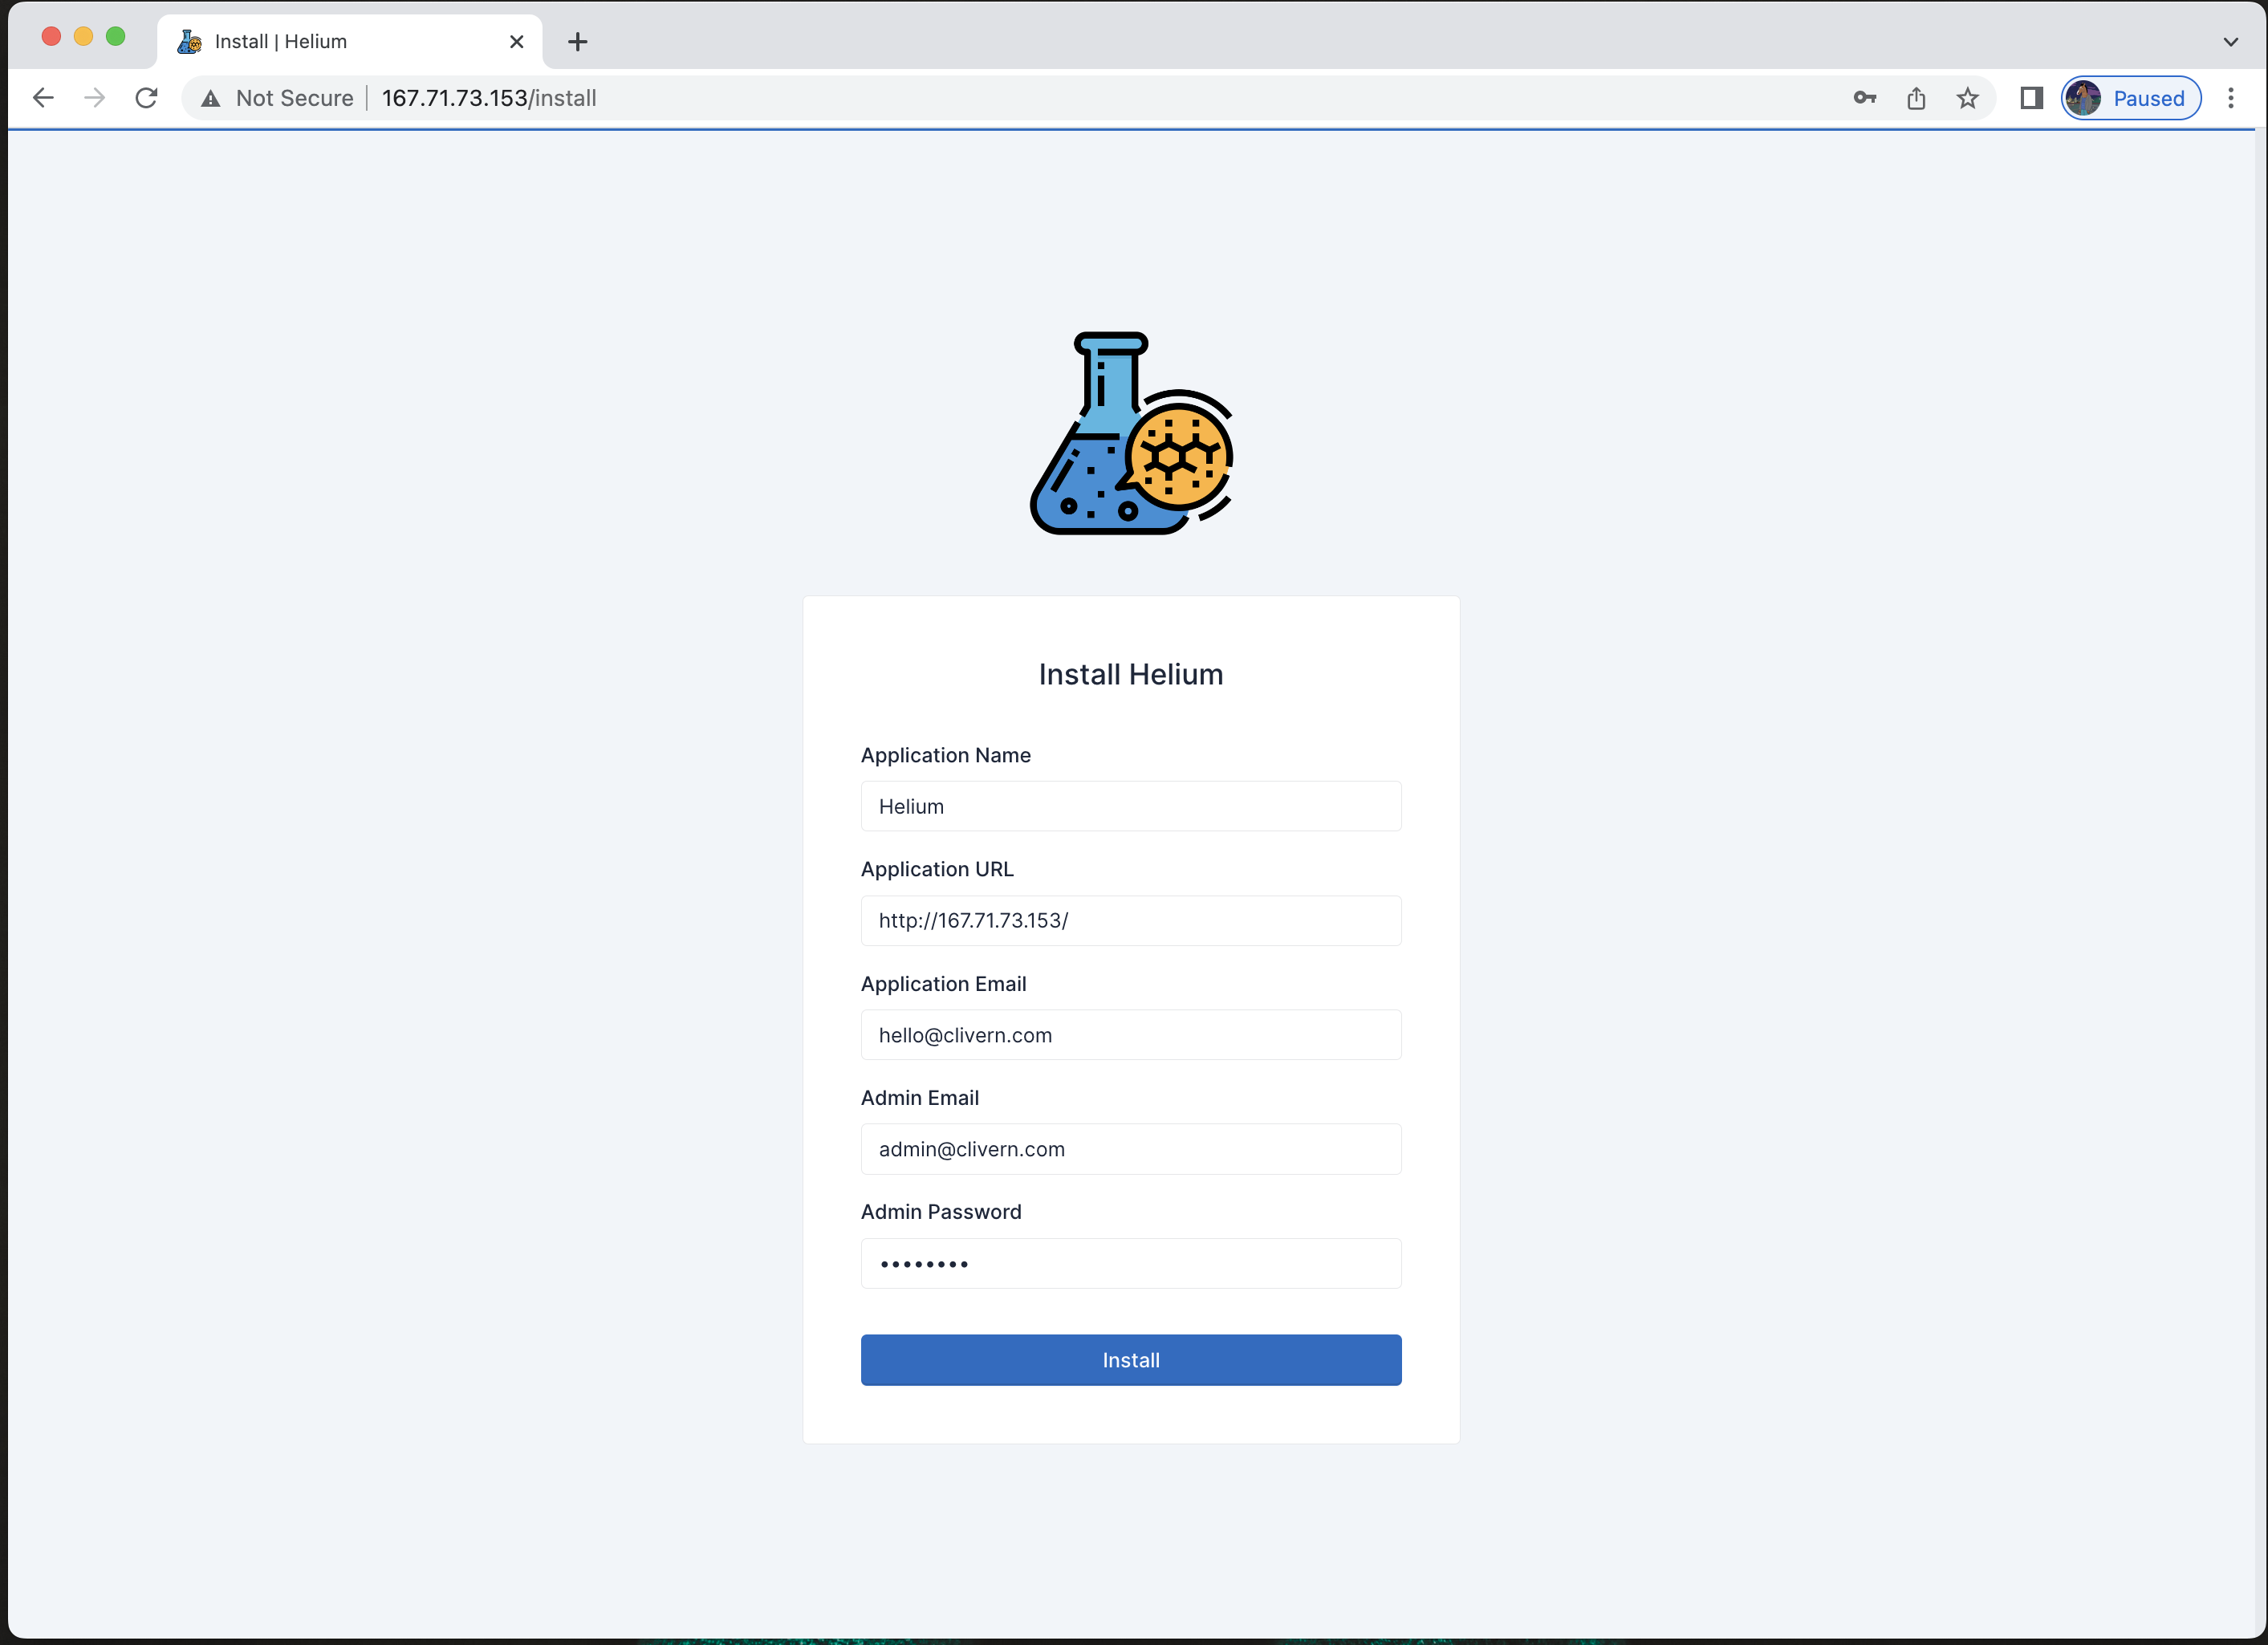 Install | Helium
Not Secure 167.71.73.153/install
Paused
Install Helium
Application Name
Helium
Application URL
http://167.71.73.153/
Application Email
hello@clivern.com
Admin Email
admin@clivern.com
Admin Password
••••••••
Install